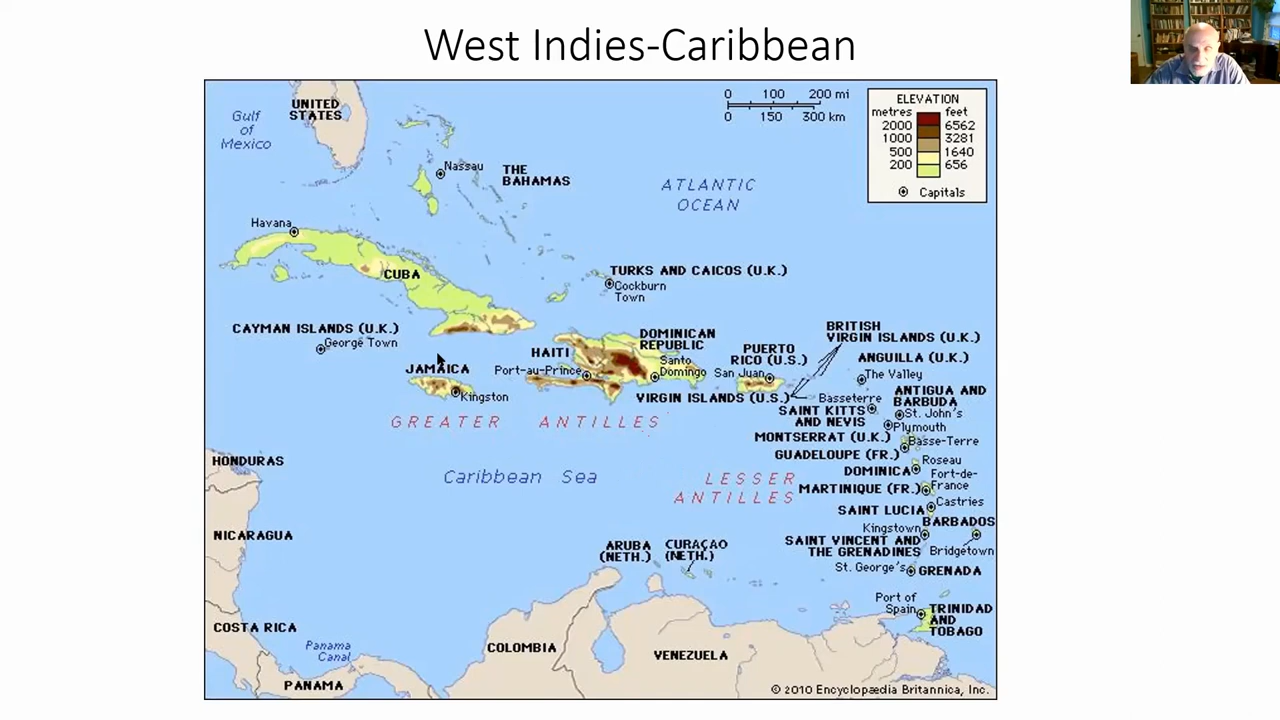 West Indies-Caribbean
0 100 200 mi
0 150 300 km
ELEVATION
metres feet
2000 6562
1000 3281
500 1640
200 656
Capitals
UNITED
STATES
Gulf
of
Mexico
Nassau
THE
BAHAMAS
ATLANTIC
OCEAN
Havana
CUBA
TURKS AND CAICOS (U.K.)
Cockburn
Town
CAYMAN ISLANDS (U.K.)
George Town
JAMAICA
Kingston
HAITI
Port-au-Prince
DOMINICAN
REPUBLIC
Santo
Domingo
PUERTO
RICO (U.S.)
San Juan
BRITISH
VIRGIN ISLANDS (U.K.)
VIRGIN ISLANDS (U.S.)
ANGUILLA (U.K.)
The Valley
ANTIGUA AND
BARBUDA
St. John's
Basseterre
SAINT KITTS
AND NEVIS
Plymouth
MONTSERRAT (U.K.)
Basse-Terre
GUADELOUPE (FR.)
Roseau
DOMINICA
Fort-de-
France
MARTINIQUE (FR.)
Castries
SAINT LUCIA
Kingstown
BARBADOS
Bridgetown
SAINT VINCENT AND
THE GRENADINES
St. George's
GRENADA
Port of
Spain
TRINIDAD
AND
TOBAGO
GREATER ANTILLES
Caribbean Sea
LESSER
ANTILLES
ARUBA
(NETH.)
CURAÇAO
(NETH.)
HONDURAS
NICARAGUA
COSTA RICA
Panama
Canal
PANAMA
COLOMBIA
VENEZUELA
© 2010 Encyclopædia Britannica, Inc.